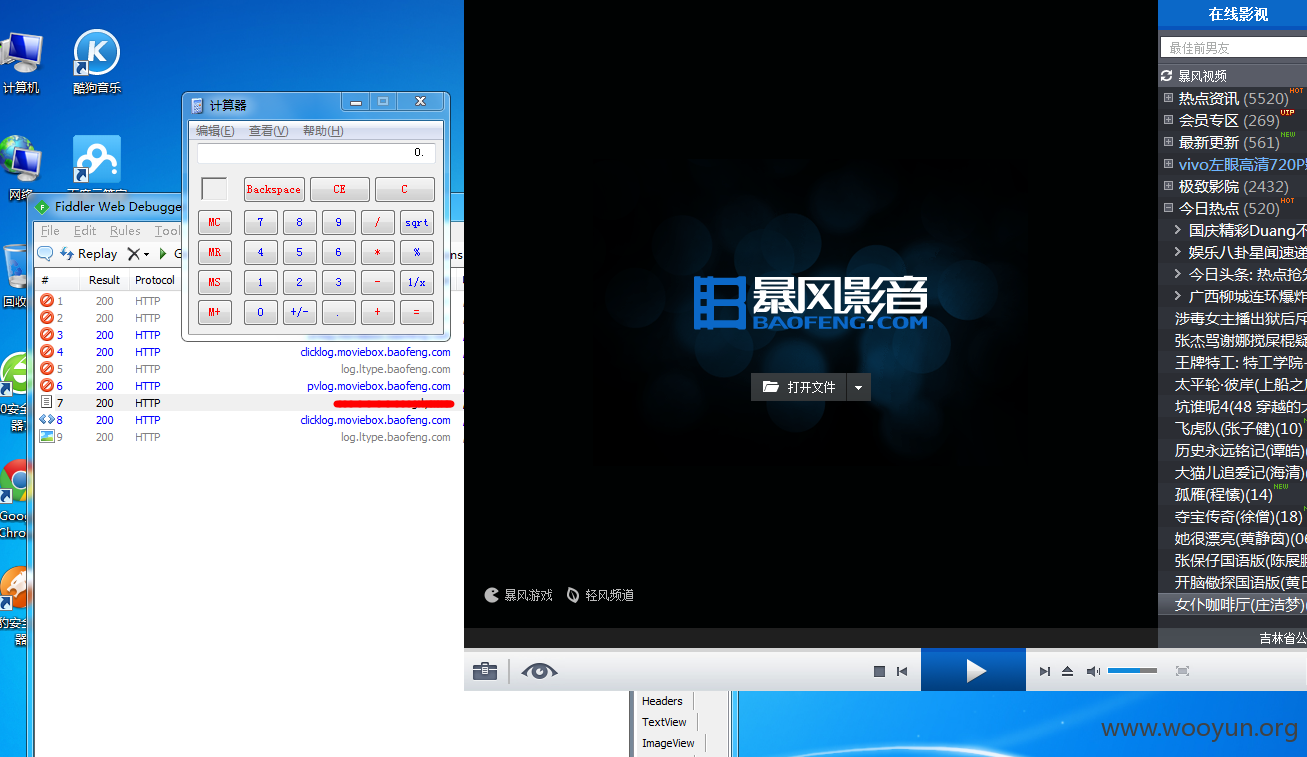 计算机
酷狗音乐
网络
计算器
编辑(E) 查看(V) 帮助(H)
0.
Backspace CE C
MC 7 8 9 / sqrt
MR 4 5 6 * %
MS 1 2 3 - 1/x
M+ 0 +/- . + =
Fiddler Web Debugge
File Edit Rules Tool
Replay G
# Result Protocol
1 200 HTTP
2 200 HTTP
3 200 HTTP
4 200 HTTP clicklog.moviebox.baofeng.com
5 200 HTTP log.ltype.baofeng.com
6 200 HTTP pvlog.moviebox.baofeng.com
7 200 HTTP
8 200 HTTP clicklog.moviebox.baofeng.com
9 200 HTTP log.ltype.baofeng.com
回收
Goo
Chro
Headers
TextView
ImageView
暴风影音
BAOFENG.COM
打开文件
暴风游戏 轻风频道
在线影视
最佳前男友
暴风视频
热点资讯 (5520) HOT
会员专区 (269) VIP
最新更新 (561) NEW
vivo左眼高清720P
极致影院 (2432)
今日热点 (520) HOT
国庆精彩Duang不
娱乐八卦星闻速递
今日头条: 热点抢
广西柳城连环爆炸
涉毒女主播出狱后斥
张杰骂谢娜搅屎棍疑
王牌特工: 特工学院
太平轮·彼岸(上船之
坑谁呢4(48 穿越的
飞虎队(张子健)(10)
历史永远铭记(谭皓)
大猫儿追爱记(海清)
孤雁(程愫)(14) NEW
夺宝传奇(徐僧)(18)
她很漂亮(黄静茵)(0
张保仔国语版(陈展鹏
开脑儆探国语版(黄日
女仆咖啡厅(庄洁梦)
吉林省公
www.wooyun.org